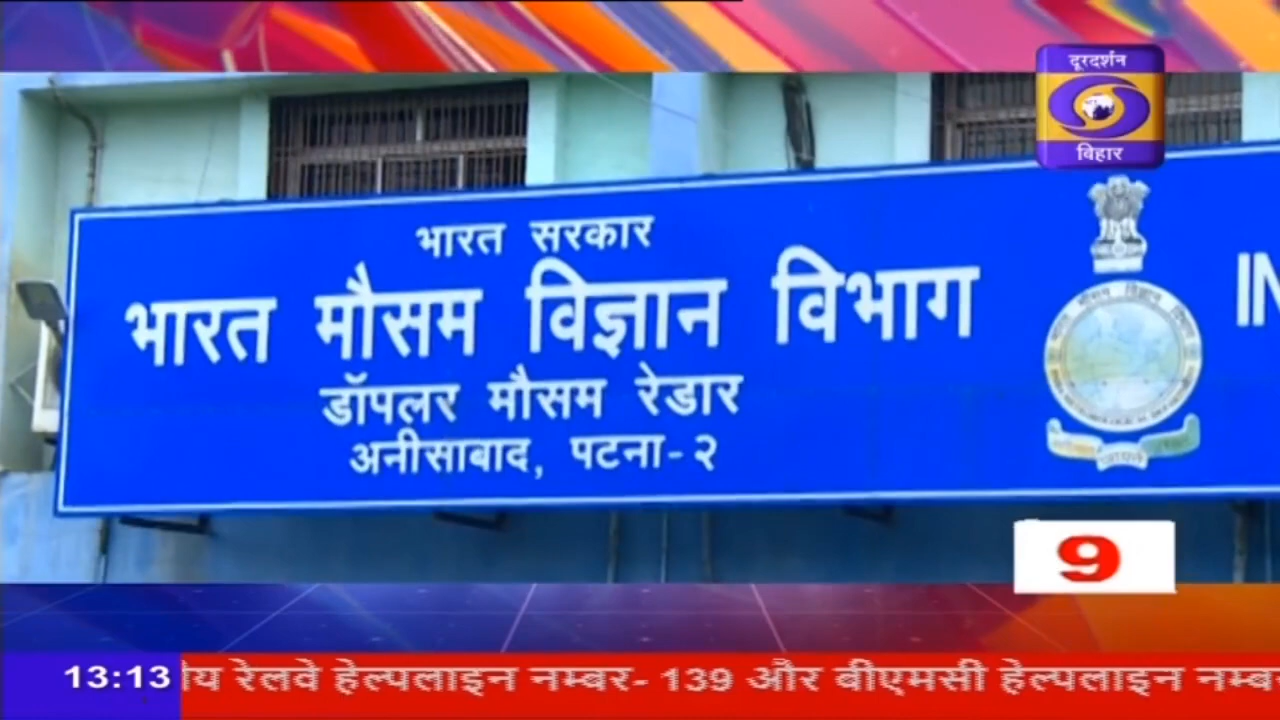 दूरदर्शन
बिहार
भारत सरकार
भारत मौसम विज्ञान विभाग
डॉपलर मौसम रेडार
अनीसाबाद, पटना-२
IN
9
13:13
ीय रेलवे हेल्पलाइन नम्बर- 139 और बीएमसी हेल्पलाइन नम्ब